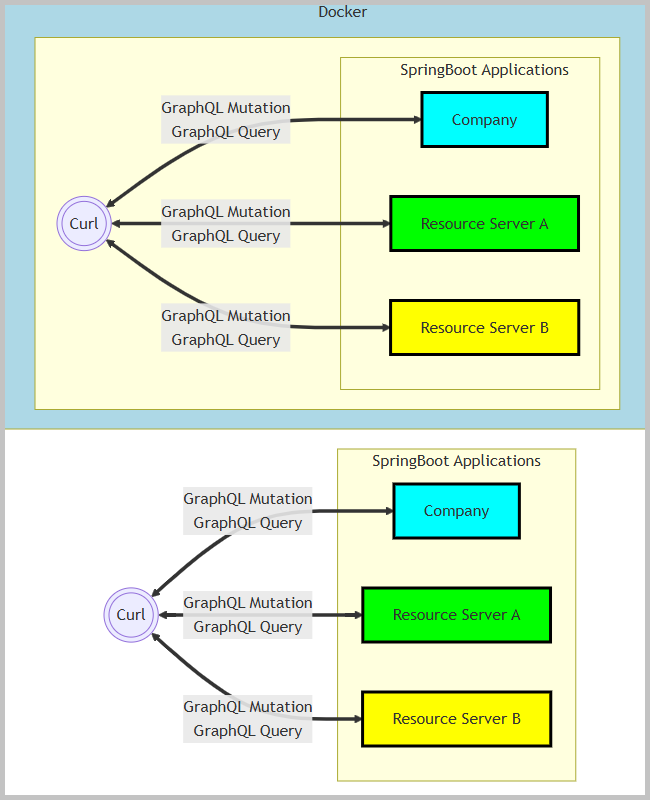 Docker
SpringBoot Applications
GraphQL Mutation
GraphQL Query
Company
Curl
GraphQL Mutation
GraphQL Query
Resource Server A
GraphQL Mutation
GraphQL Query
Resource Server B
SpringBoot Applications
GraphQL Mutation
GraphQL Query
Company
Curl
GraphQL Mutation
GraphQL Query
Resource Server A
GraphQL Mutation
GraphQL Query
Resource Server B